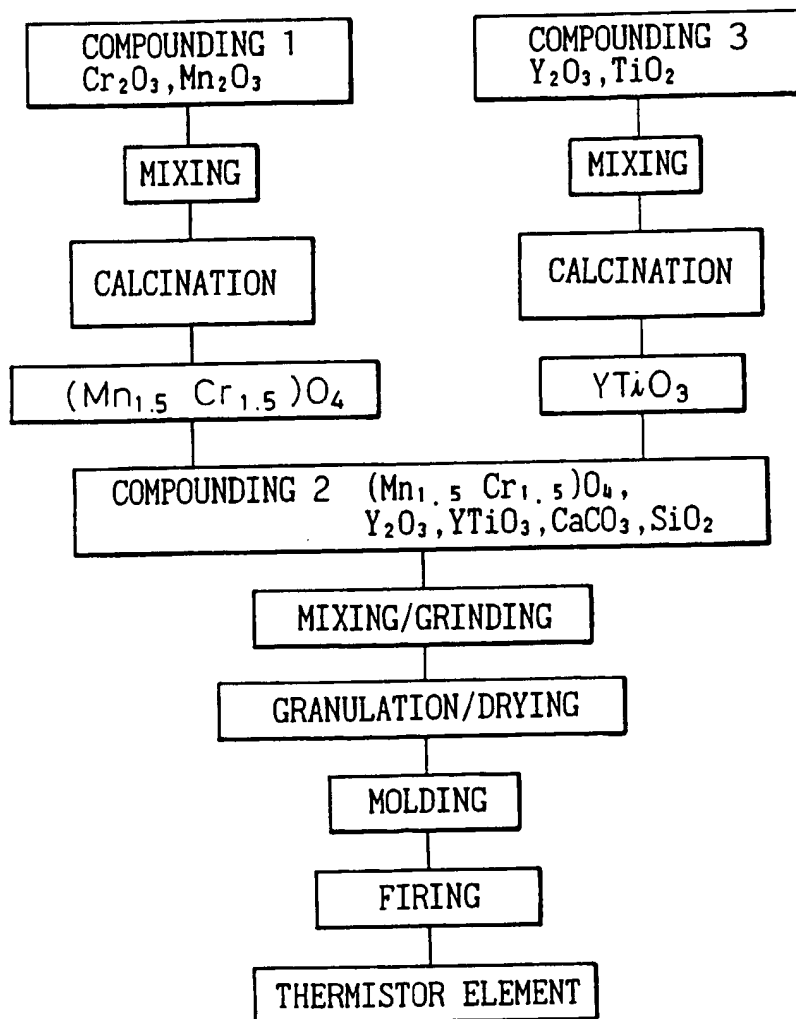 COMPOUNDING 1
Cr₂O₃,Mn₂O₃
MIXING
CALCINATION
(Mn₁.₅ Cr₁.₅)O₄
COMPOUNDING 3
Y₂O₃,TiO₂
MIXING
CALCINATION
YTiO₃
COMPOUNDING 2 (Mn₁.₅ Cr₁.₅)O₄,
Y₂O₃,YTiO₃,CaCO₃,SiO₂
MIXING/GRINDING
GRANULATION/DRYING
MOLDING
FIRING
THERMISTOR ELEMENT